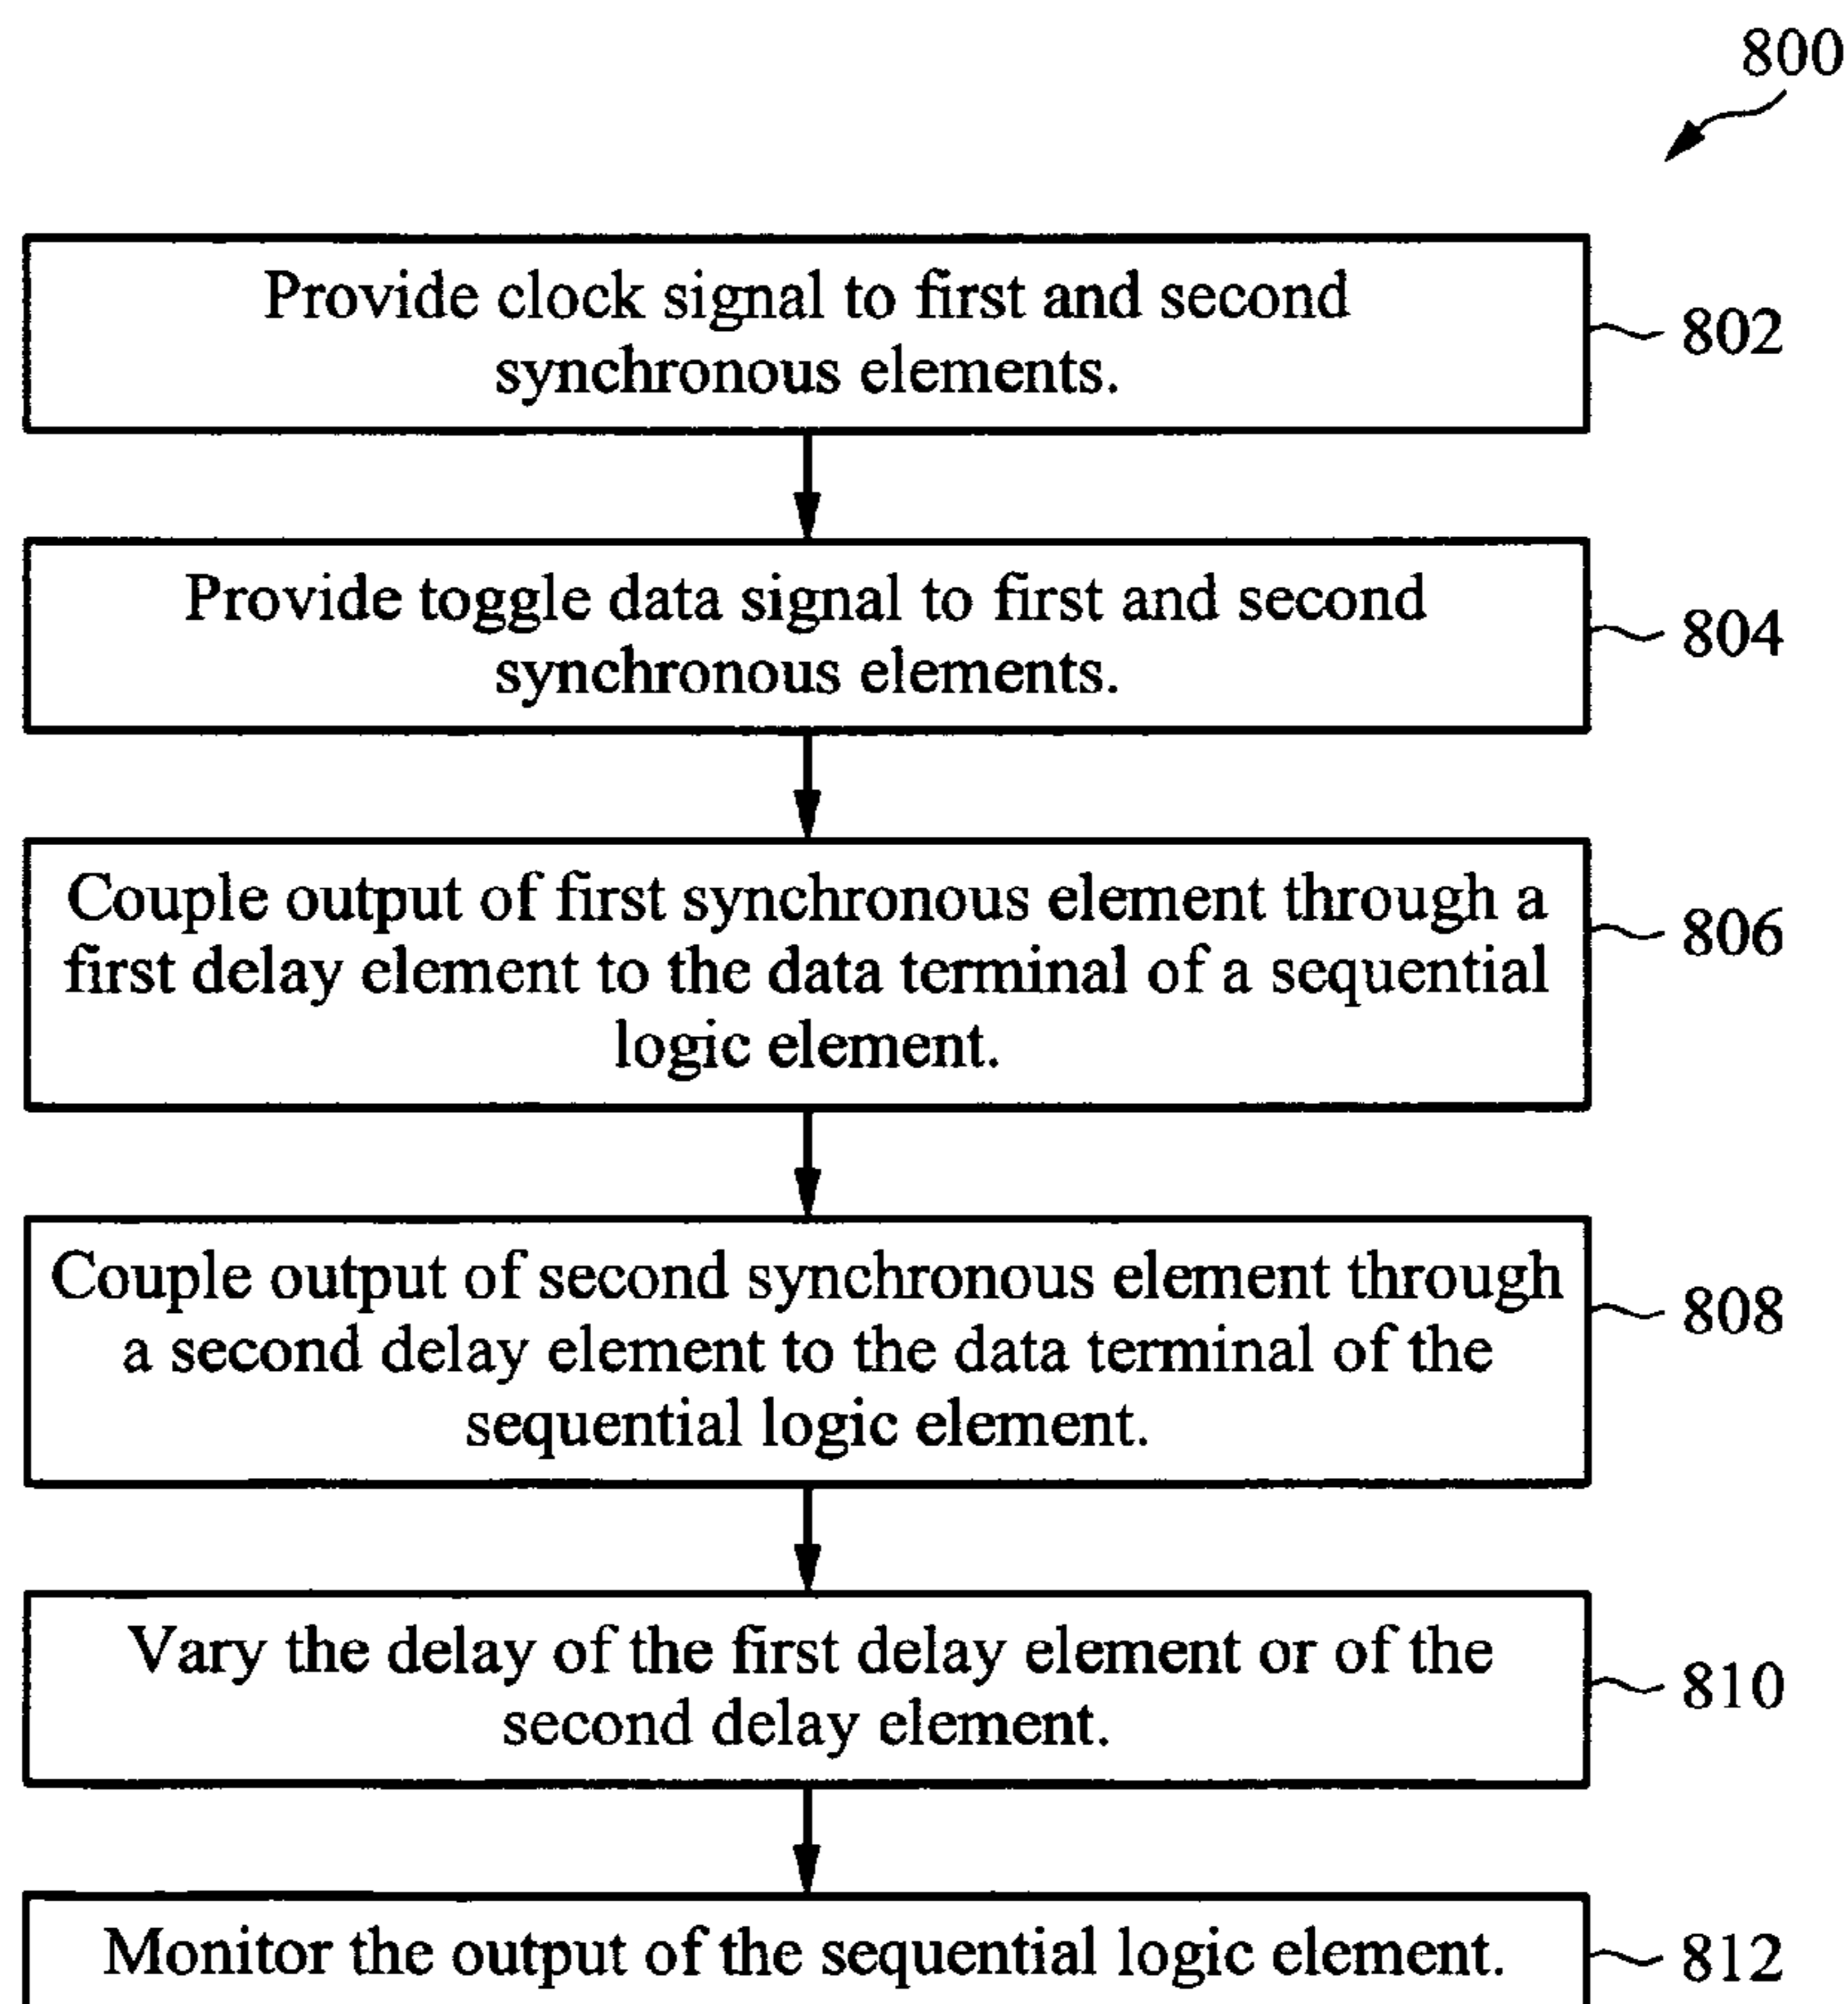 800
Provide clock signal to first and second
synchronous elements.
802
Provide toggle data signal to first and second
synchronous elements.
804
Couple output of first synchronous element through a
first delay element to the data terminal of a sequential
logic element.
806
Couple output of second synchronous element through
a second delay element to the data terminal of the
sequential logic element.
808
Vary the delay of the first delay element or of the
second delay element.
810
Monitor the output of the sequential logic element.
812